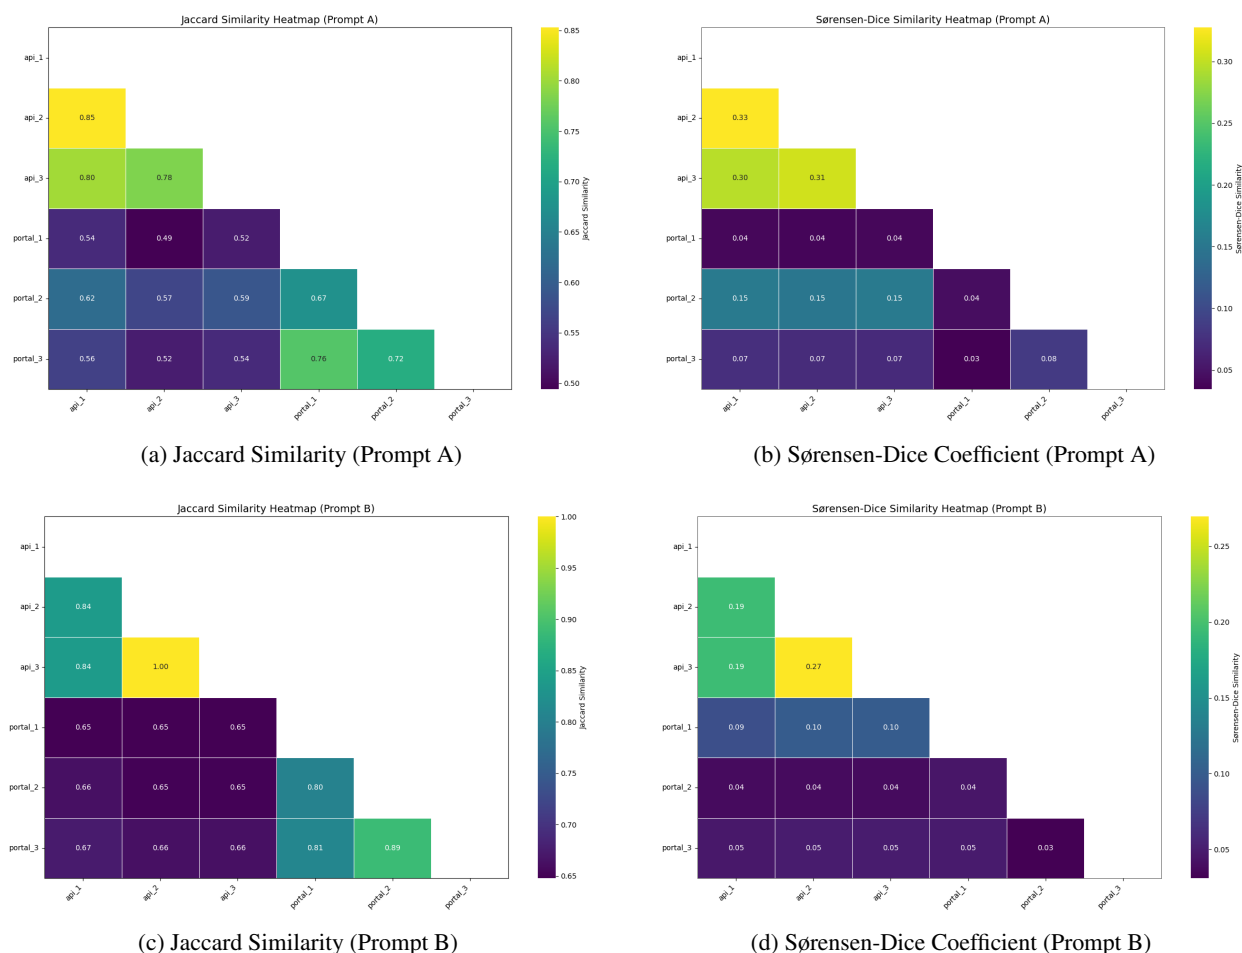 Jaccard Similarity Heatmap (Prompt A)
api_1
api_2
0.85
api_3
0.80 0.78
portal_1
0.54 0.49 0.52
portal_2
0.62 0.57 0.59 0.67
portal_3
0.56 0.52 0.54 0.76 0.72
api_1 api_2 api_3 portal_1 portal_2 portal_3
0.85
0.80
0.75
0.70
0.65
0.60
0.55
0.50
Jaccard Similarity
(a) Jaccard Similarity (Prompt A)
Sørensen-Dice Similarity Heatmap (Prompt A)
api_1
api_2
0.33
api_3
0.30 0.31
portal_1
0.04 0.04 0.04
portal_2
0.15 0.15 0.15 0.04
portal_3
0.07 0.07 0.07 0.03 0.08
api_1 api_2 api_3 portal_1 portal_2 portal_3
0.30
0.25
0.20
0.15
0.10
0.05
Sørensen-Dice Similarity
(b) Sørensen-Dice Coefficient (Prompt A)
Jaccard Similarity Heatmap (Prompt B)
api_1
api_2
0.84
api_3
0.84 1.00
portal_1
0.65 0.65 0.65
portal_2
0.66 0.65 0.65 0.80
portal_3
0.67 0.66 0.66 0.81 0.89
api_1 api_2 api_3 portal_1 portal_2 portal_3
1.00
0.95
0.90
0.85
0.80
0.75
0.70
0.65
Jaccard Similarity
(c) Jaccard Similarity (Prompt B)
Sørensen-Dice Similarity Heatmap (Prompt B)
api_1
api_2
0.19
api_3
0.19 0.27
portal_1
0.09 0.10 0.10
portal_2
0.04 0.04 0.04 0.04
portal_3
0.05 0.05 0.05 0.05 0.03
api_1 api_2 api_3 portal_1 portal_2 portal_3
0.25
0.20
0.15
0.10
0.05
Sørensen-Dice Similarity
(d) Sørensen-Dice Coefficient (Prompt B)